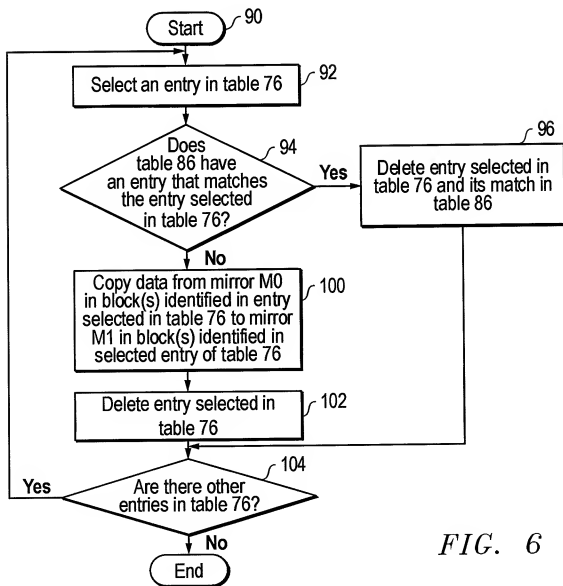 Start
90
Select an entry in table 76
92
Does
table 86 have
an entry that matches
the entry selected
in table 76?
94
Yes
96
Delete entry selected in
table 76 and its match in
table 86
No
Copy data from mirror M0
in block(s) identified in entry
selected in table 76 to mirror
M1 in block(s) identified in
selected entry of table 76
100
Delete entry selected in
table 76
102
Are there other
entries in table 76?
104
Yes
No
End
FIG. 6